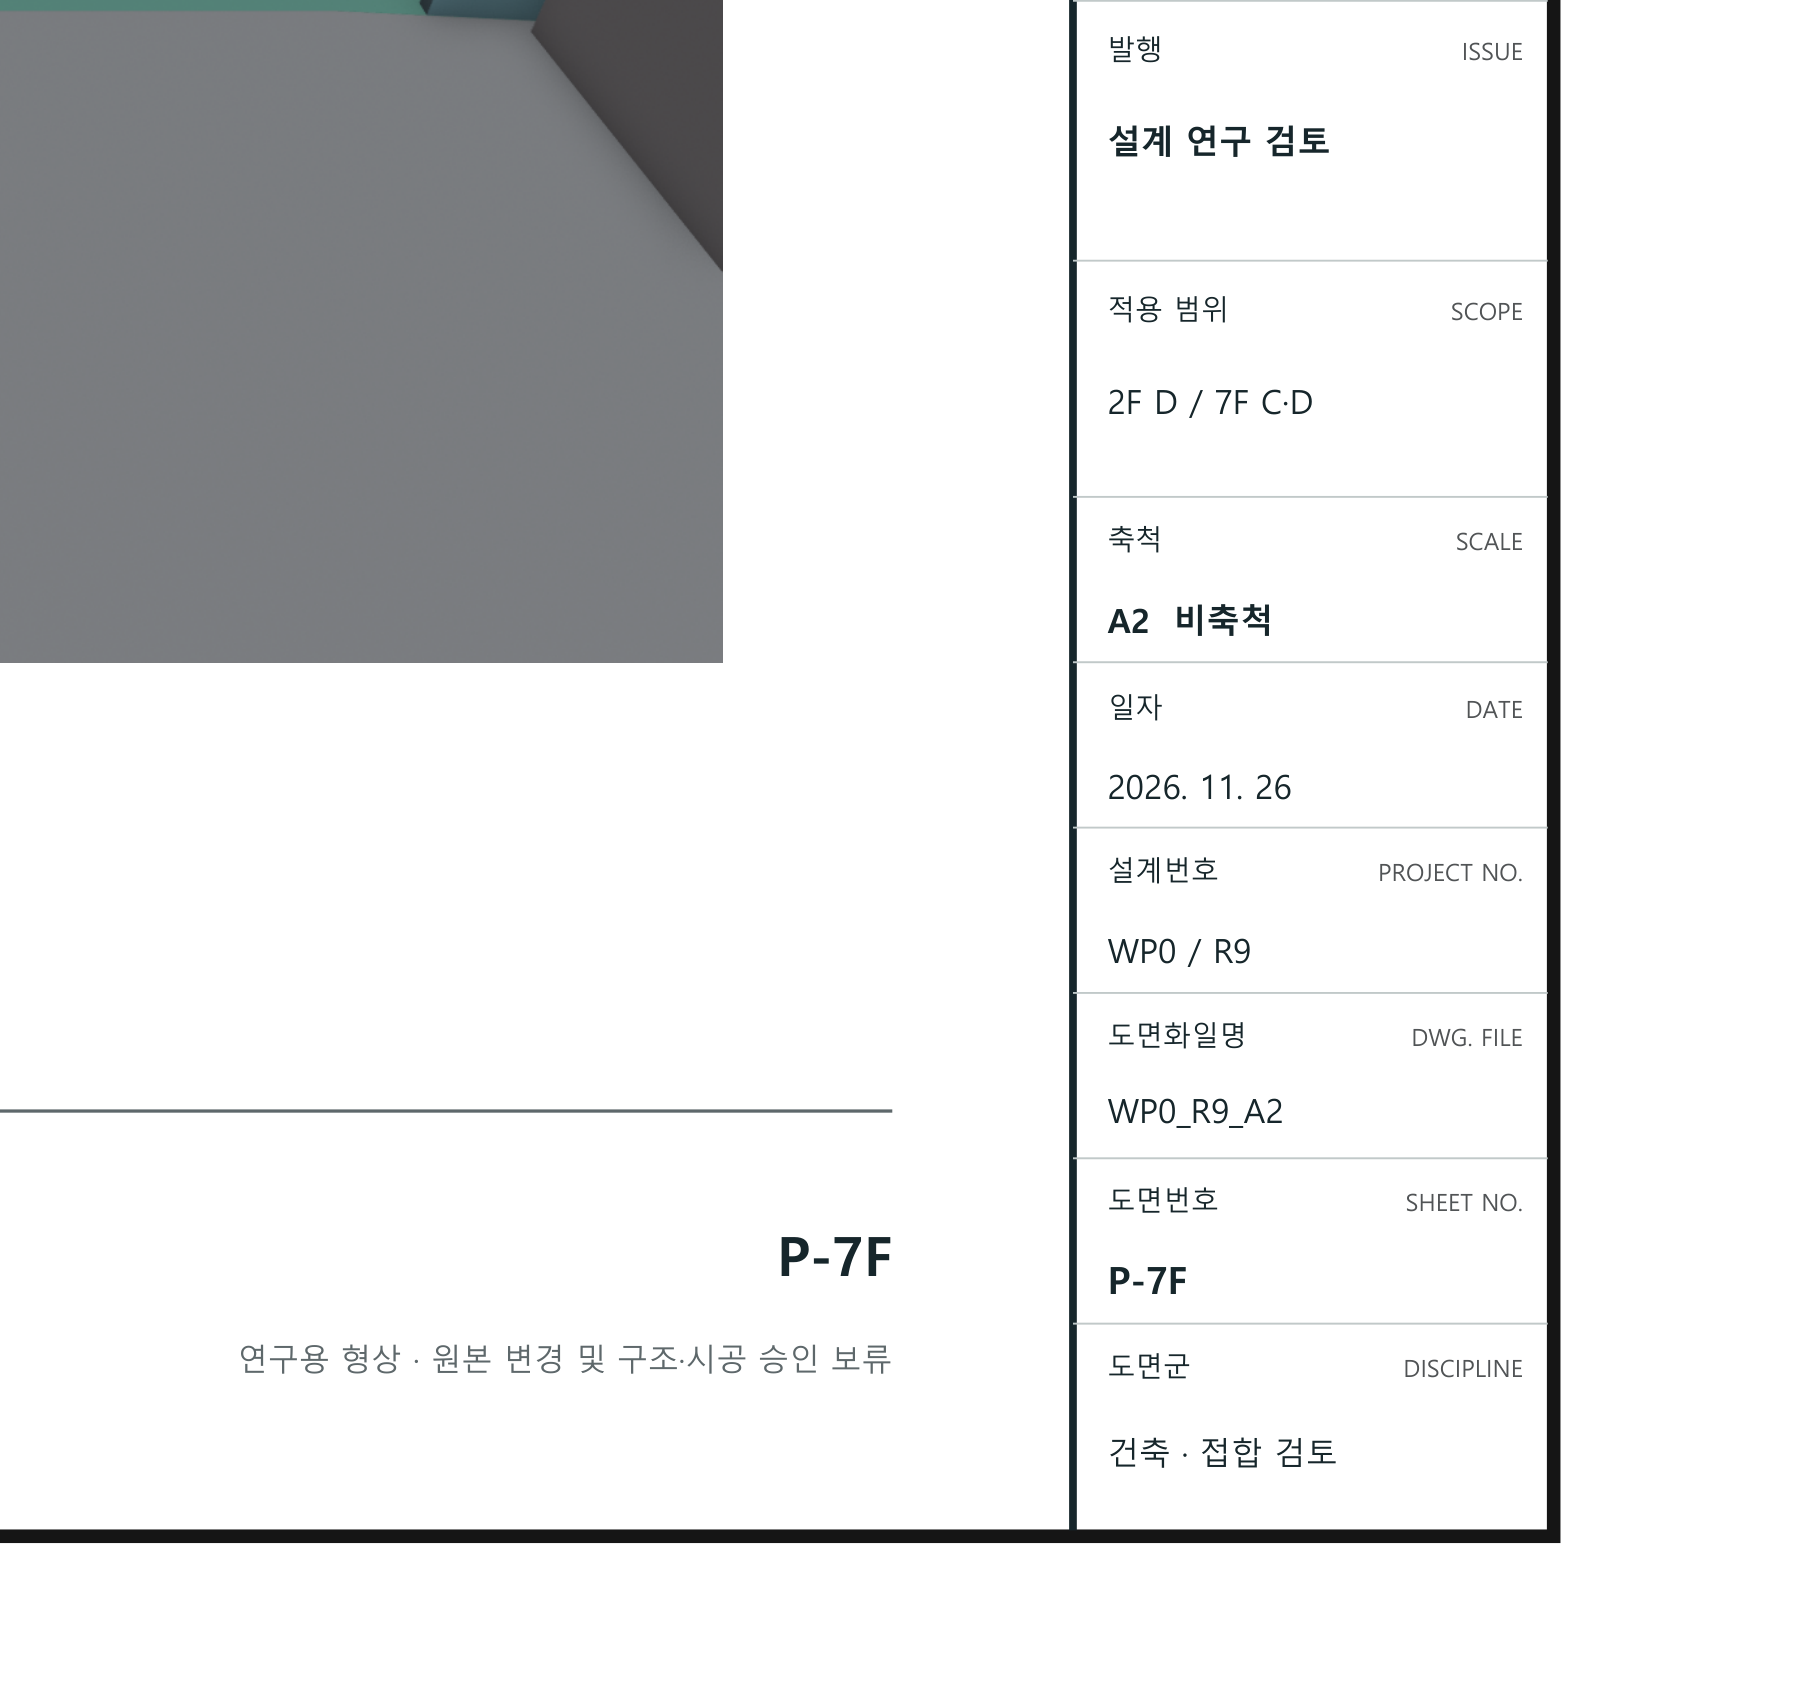 발행 ISSUE
설계 연구 검토
적용 범위 SCOPE
2F D / 7F C·D
축척 SCALE
A2 비축척
일자 DATE
2026. 11. 26
설계번호 PROJECT NO.
WP0 / R9
도면화일명 DWG. FILE
WP0_R9_A2
도면번호 SHEET NO.
P-7F
도면군 DISCIPLINE
건축 · 접합 검토
P-7F
연구용 형상 · 원본 변경 및 구조·시공 승인 보류